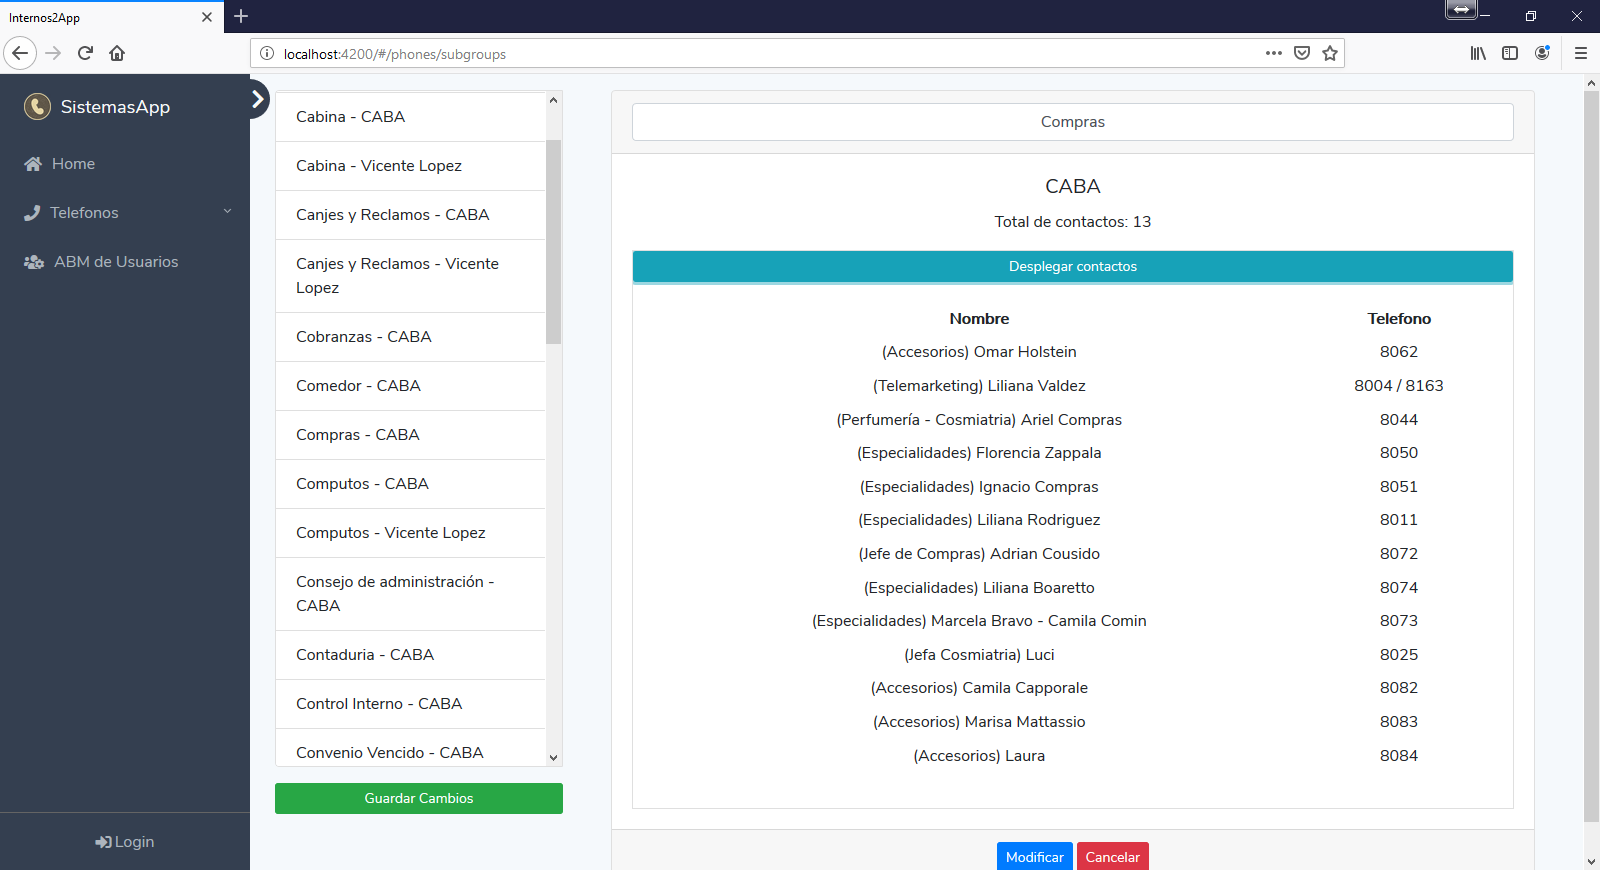 Internos2App
localhost:4200/#/phones/subgroups
SistemasApp
Home
Telefonos
ABM de Usuarios
Login
Cabina - CABA
Cabina - Vicente Lopez
Canjes y Reclamos - CABA
Canjes y Reclamos - Vicente
Lopez
Cobranzas - CABA
Comedor - CABA
Compras - CABA
Computos - CABA
Computos - Vicente Lopez
Consejo de administración -
CABA
Contaduria - CABA
Control Interno - CABA
Convenio Vencido - CABA
Guardar Cambios
Compras
CABA
Total de contactos: 13
Desplegar contactos
Nombre Telefono
(Accesorios) Omar Holstein 8062
(Telemarketing) Liliana Valdez 8004 / 8163
(Perfumería - Cosmiatria) Ariel Compras 8044
(Especialidades) Florencia Zappala 8050
(Especialidades) Ignacio Compras 8051
(Especialidades) Liliana Rodriguez 8011
(Jefe de Compras) Adrian Cousido 8072
(Especialidades) Liliana Boaretto 8074
(Especialidades) Marcela Bravo - Camila Comin 8073
(Jefa Cosmiatria) Luci 8025
(Accesorios) Camila Capporale 8082
(Accesorios) Marisa Mattassio 8083
(Accesorios) Laura 8084
Modificar Cancelar